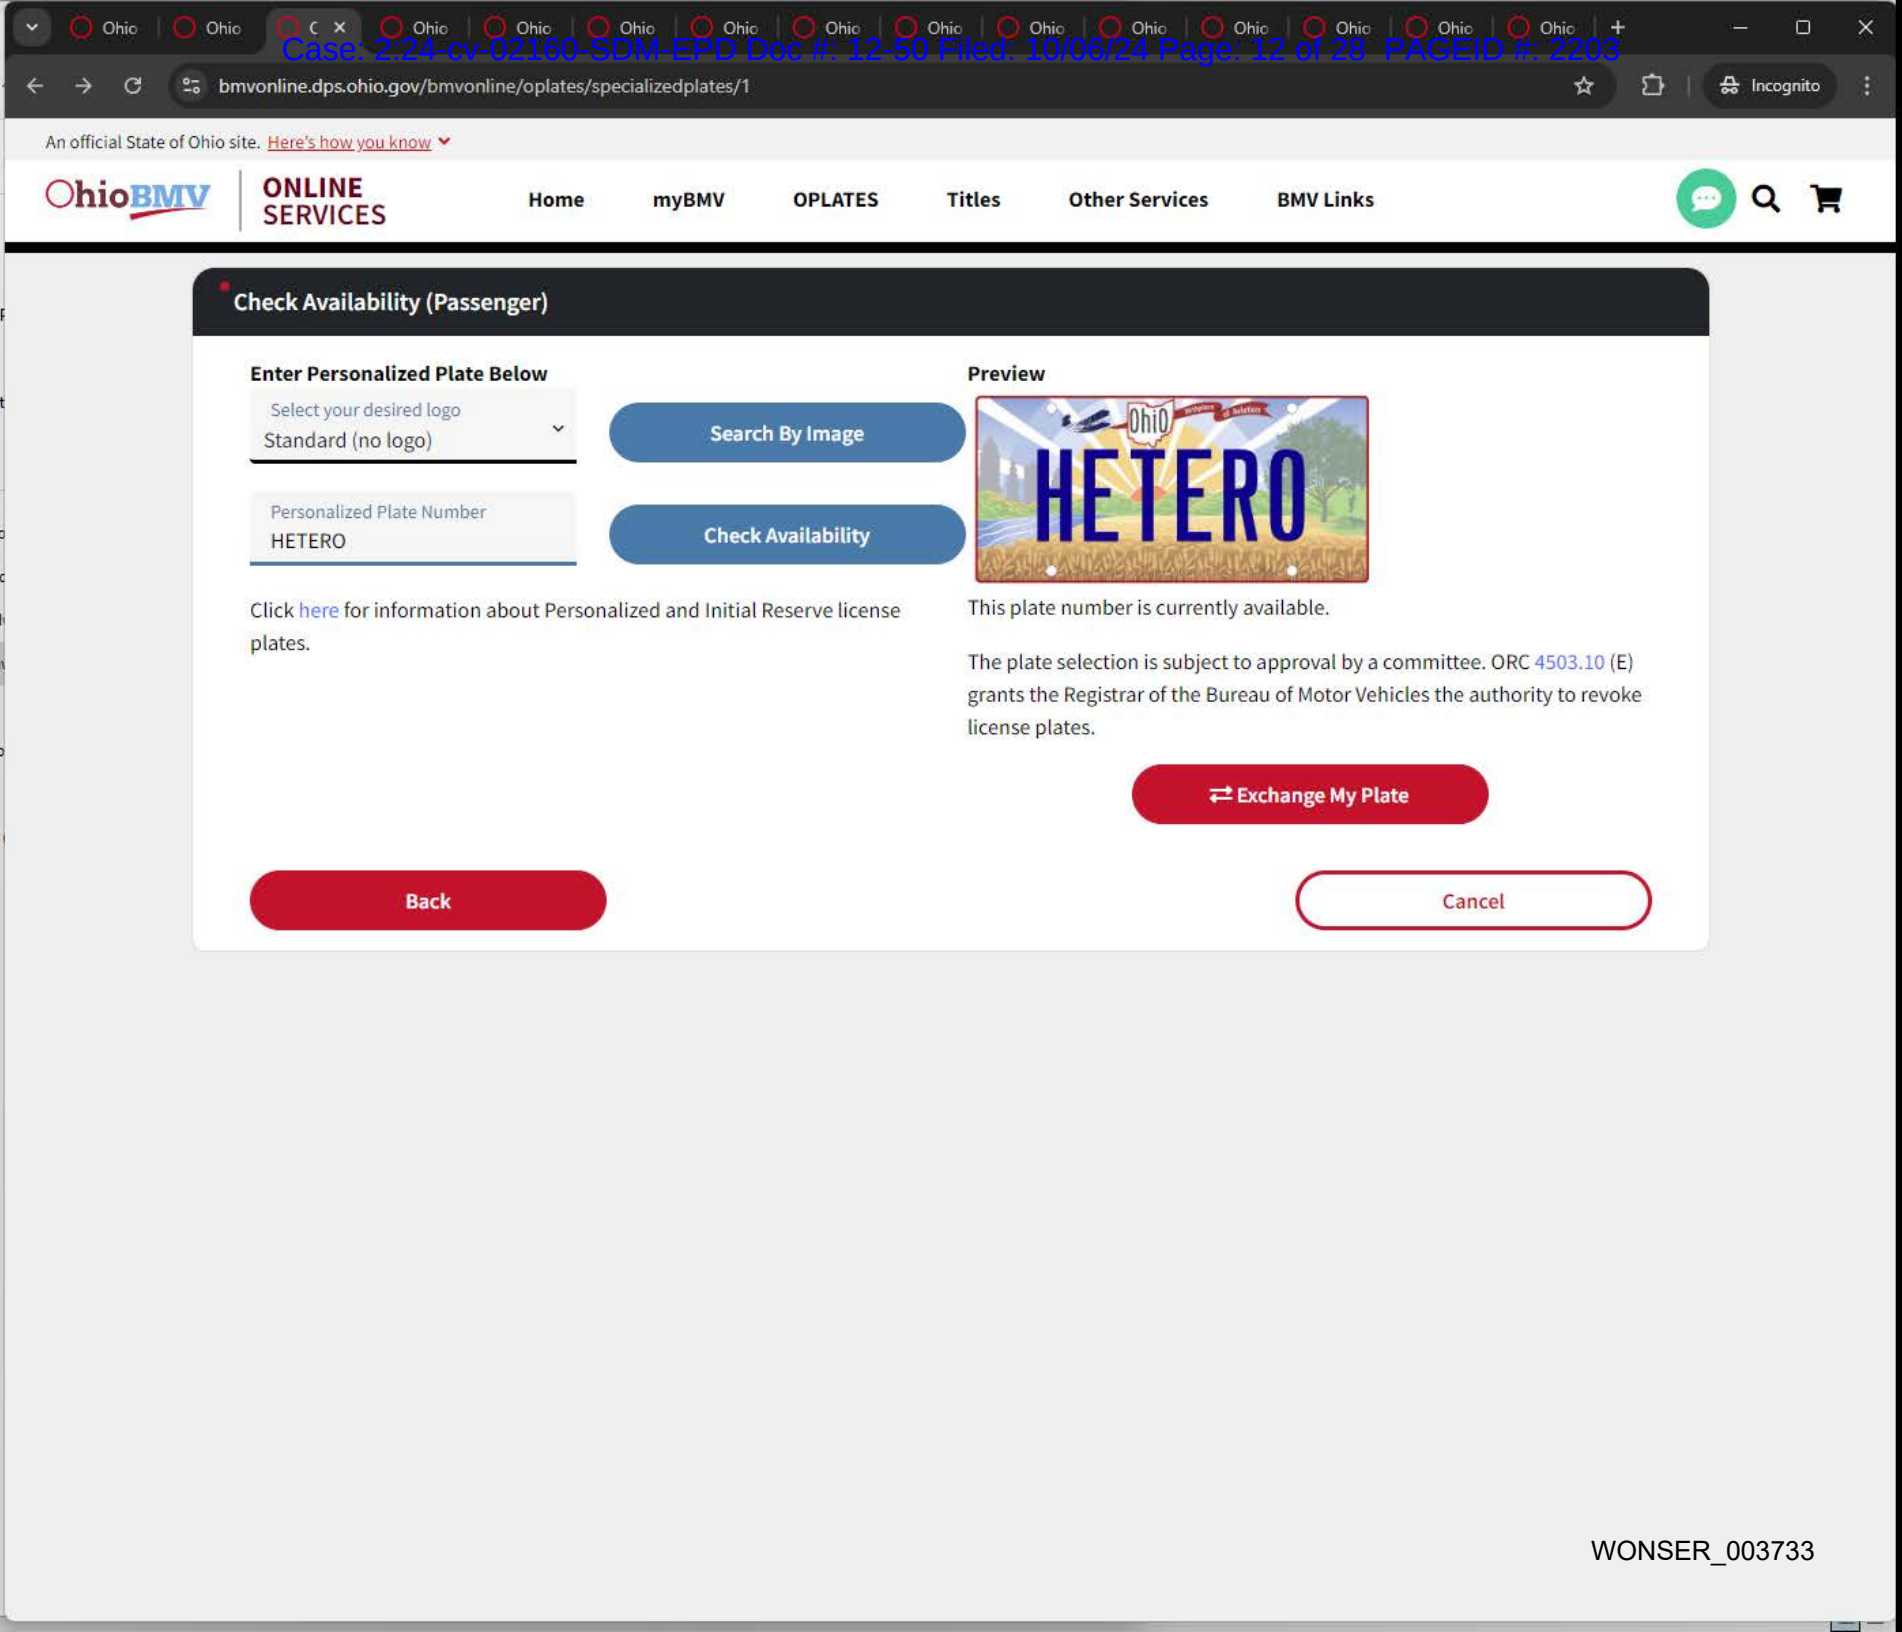 Ohio Ohio C Ohio Ohio Ohio Ohio Ohio Ohio Ohio Ohio Ohio Ohio Ohio Ohio
Case: 2:24-cv-02160-SDM-EPD Doc #: 12-50 Filed: 10/06/24 Page: 12 of 28 PAGEID #: 2203
bmvonline.dps.ohio.gov/bmvonline/oplates/specializedplates/1
Incognito
An official State of Ohio site. Here's how you know
OhioBMV
ONLINE
SERVICES
Home myBMV OPLATES Titles Other Services BMV Links
Check Availability (Passenger)
Enter Personalized Plate Below
Select your desired logo
Standard (no logo)
Search By Image
Personalized Plate Number
HETERO
Check Availability
Click here for information about Personalized and Initial Reserve license
plates.
Preview
Ohio
Birthplace of Aviation
HETERO
This plate number is currently available.
The plate selection is subject to approval by a committee. ORC 4503.10 (E)
grants the Registrar of the Bureau of Motor Vehicles the authority to revoke
license plates.
Exchange My Plate
Back
Cancel
WONSER_003733